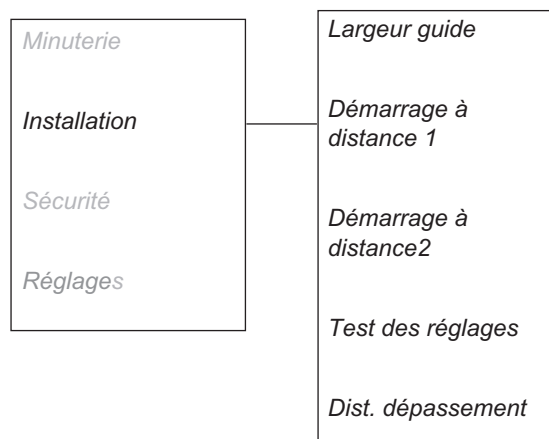 Minuterie
Installation
Sécurité
Réglages
Largeur guide
Démarrage à
distance 1
Démarrage à
distance2
Test des réglages
Dist. dépassement